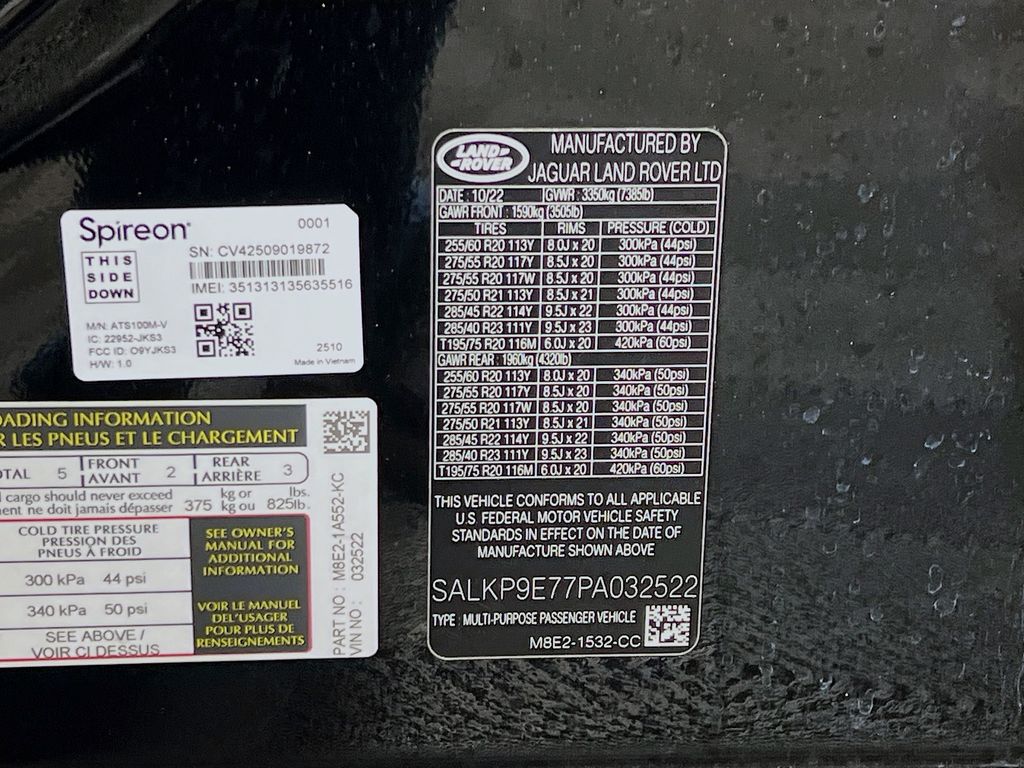 Spireon®
0001
THIS
SIDE
DOWN
SN: CV42509019872
IMEI: 351313135635516
M/N: ATS100M-V
IC: 22952-JKS3
FCC ID: O9YJKS3
H/W: 1.0
2510
Made in Vietnam
OADING INFORMATION
R LES PNEUS ET LE CHARGEMENT
OTAL 5 FRONT AVANT 2 REAR ARRIÈRE 3
d cargo should never exceed
ment ne doit jamais dépasser 375 kg or kg ou 825 lbs. lb.
COLD TIRE PRESSURE
PRESSION DES
PNEUS À FROID
300 kPa 44 psi
340 kPa 50 psi
SEE ABOVE /
VOIR CI DESSUS
SEE OWNER'S
MANUAL FOR
ADDITIONAL
INFORMATION
VOIR LE MANUEL
DE L'USAGER
POUR PLUS DE
RENSEIGNEMENTS
PART NO : M8E2-1A552-KC
VIN NO : 032522
LAND ROVER
MANUFACTURED BY
JAGUAR LAND ROVER LTD
DATE : 10/22 GVWR : 3350kg (7385lb)
GAWR FRONT : 1590kg (3505lb)
TIRES RIMS PRESSURE (COLD)
255/60 R20 113Y 8.0J x 20 300kPa (44psi)
275/55 R20 117Y 8.5J x 20 300kPa (44psi)
275/55 R20 117W 8.5J x 20 300kPa (44psi)
275/50 R21 113Y 8.5J x 21 300kPa (44psi)
285/45 R22 114Y 9.5J x 22 300kPa (44psi)
285/40 R23 111Y 9.5J x 23 300kPa (44psi)
T195/75 R20 116M 6.0J x 20 420kPa (60psi)
GAWR REAR : 1960kg (4320lb)
255/60 R20 113Y 8.0J x 20 340kPa (50psi)
275/55 R20 117Y 8.5J x 20 340kPa (50psi)
275/55 R20 117W 8.5J x 20 340kPa (50psi)
275/50 R21 113Y 8.5J x 21 340kPa (50psi)
285/45 R22 114Y 9.5J x 22 340kPa (50psi)
285/40 R23 111Y 9.5J x 23 340kPa (50psi)
T195/75 R20 116M 6.0J x 20 420kPa (60psi)
THIS VEHICLE CONFORMS TO ALL APPLICABLE
U.S. FEDERAL MOTOR VEHICLE SAFETY
STANDARDS IN EFFECT ON THE DATE OF
MANUFACTURE SHOWN ABOVE
SALKP9E77PA032522
TYPE : MULTI-PURPOSE PASSENGER VEHICLE
M8E2-1532-CC